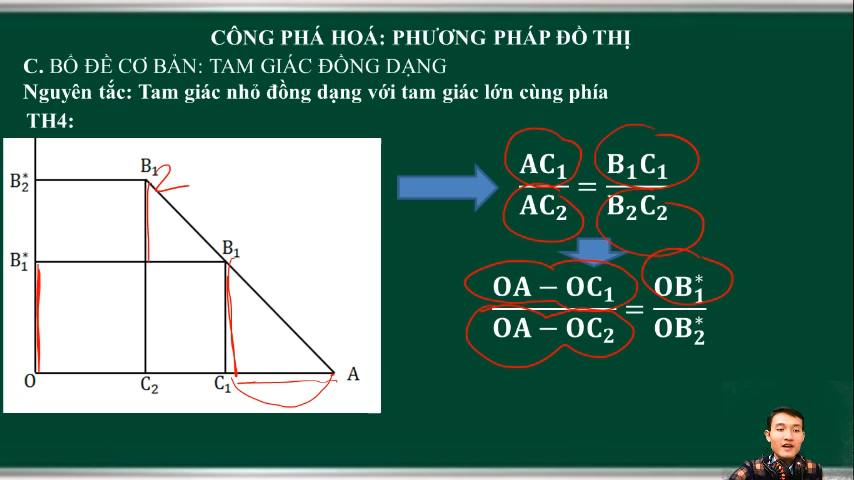 CÔNG PHÁ HOÁ: PHƯƠNG PHÁP ĐỒ THỊ
C. BỔ ĐỀ CƠ BẢN: TAM GIÁC ĐỒNG DẠNG
Nguyên tắc: Tam giác nhỏ đồng dạng với tam giác lớn cùng phía
TH4:
B₂*
B₁ 2
B₁*
B₁
O
C₂
C₁
A
AC₁ / AC₂ = B₁C₁ / B₂C₂
OA − OC₁ / OA − OC₂ = OB₁* / OB₂*